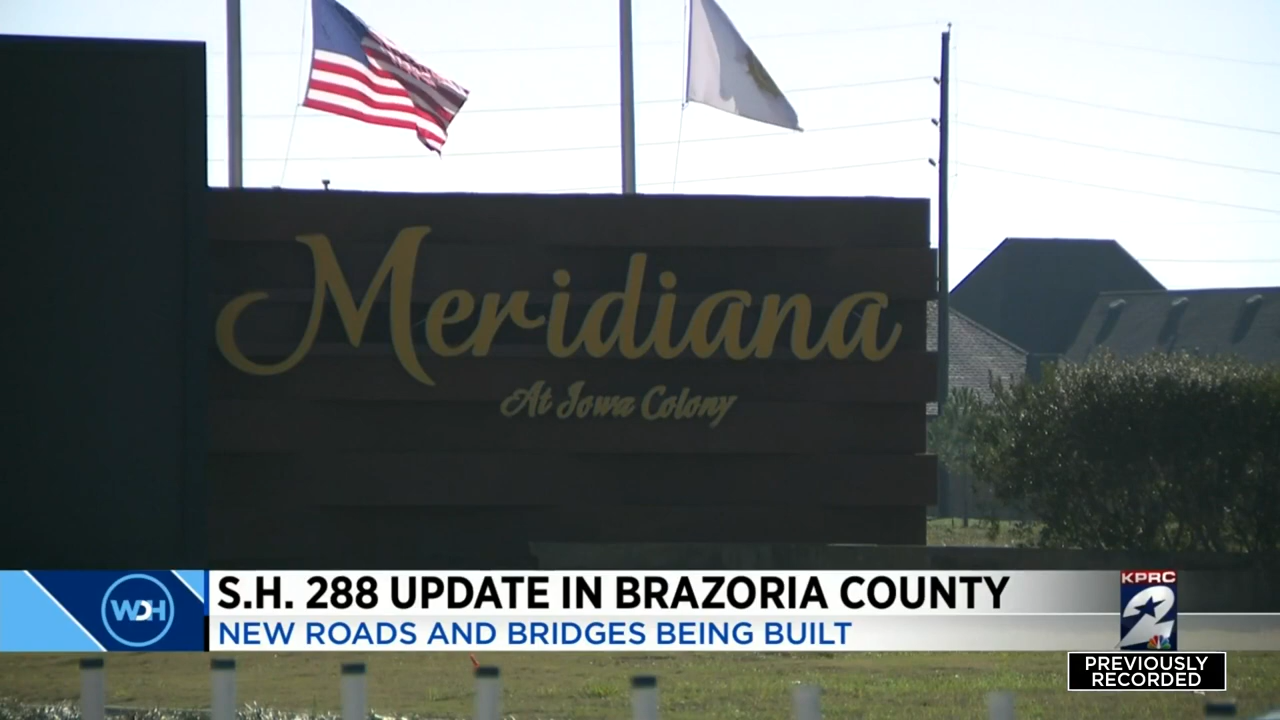 Meridiana
At Iowa Colony
WDH
S.H. 288 UPDATE IN BRAZORIA COUNTY
NEW ROADS AND BRIDGES BEING BUILT
KPRC
2
PREVIOUSLY
RECORDED